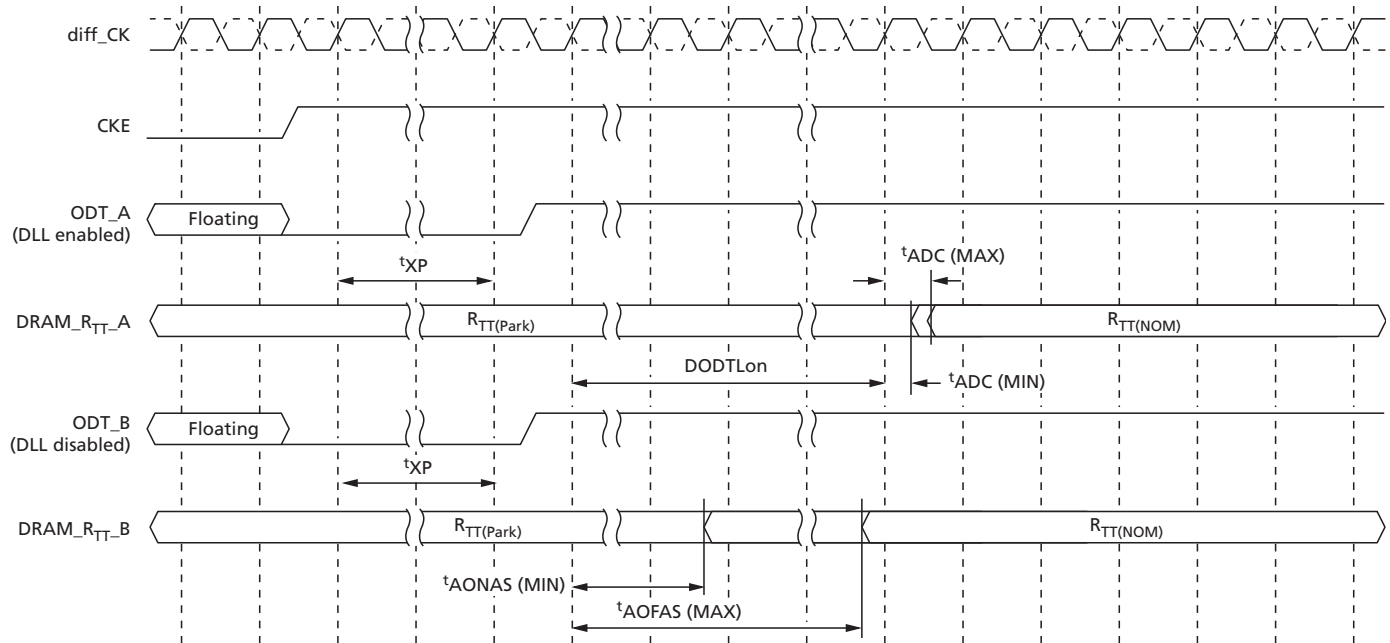 diff_CK
CKE
ODT_A
(DLL enabled)
Floating
tXP
tADC (MAX)
DRAM_RTT_A
RTT(Park)
RTT(NOM)
DODTLon
tADC (MIN)
ODT_B
(DLL disabled)
Floating
tXP
DRAM_RTT_B
RTT(Park)
RTT(NOM)
tAONAS (MIN)
tAOFAS (MAX)